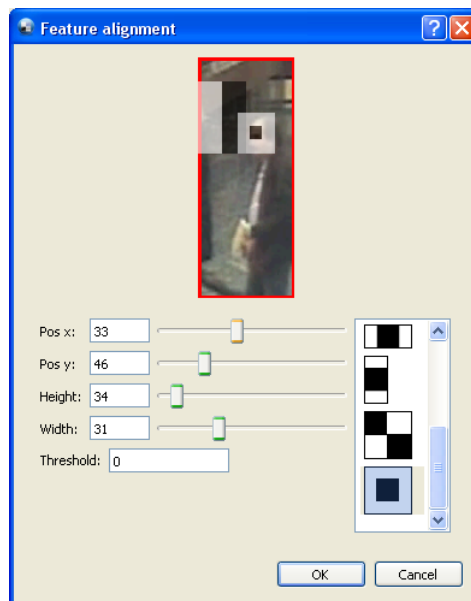 Feature alignment
Pos x: 33
Pos y: 46
Height: 34
Width: 31
Threshold: 0
OK Cancel